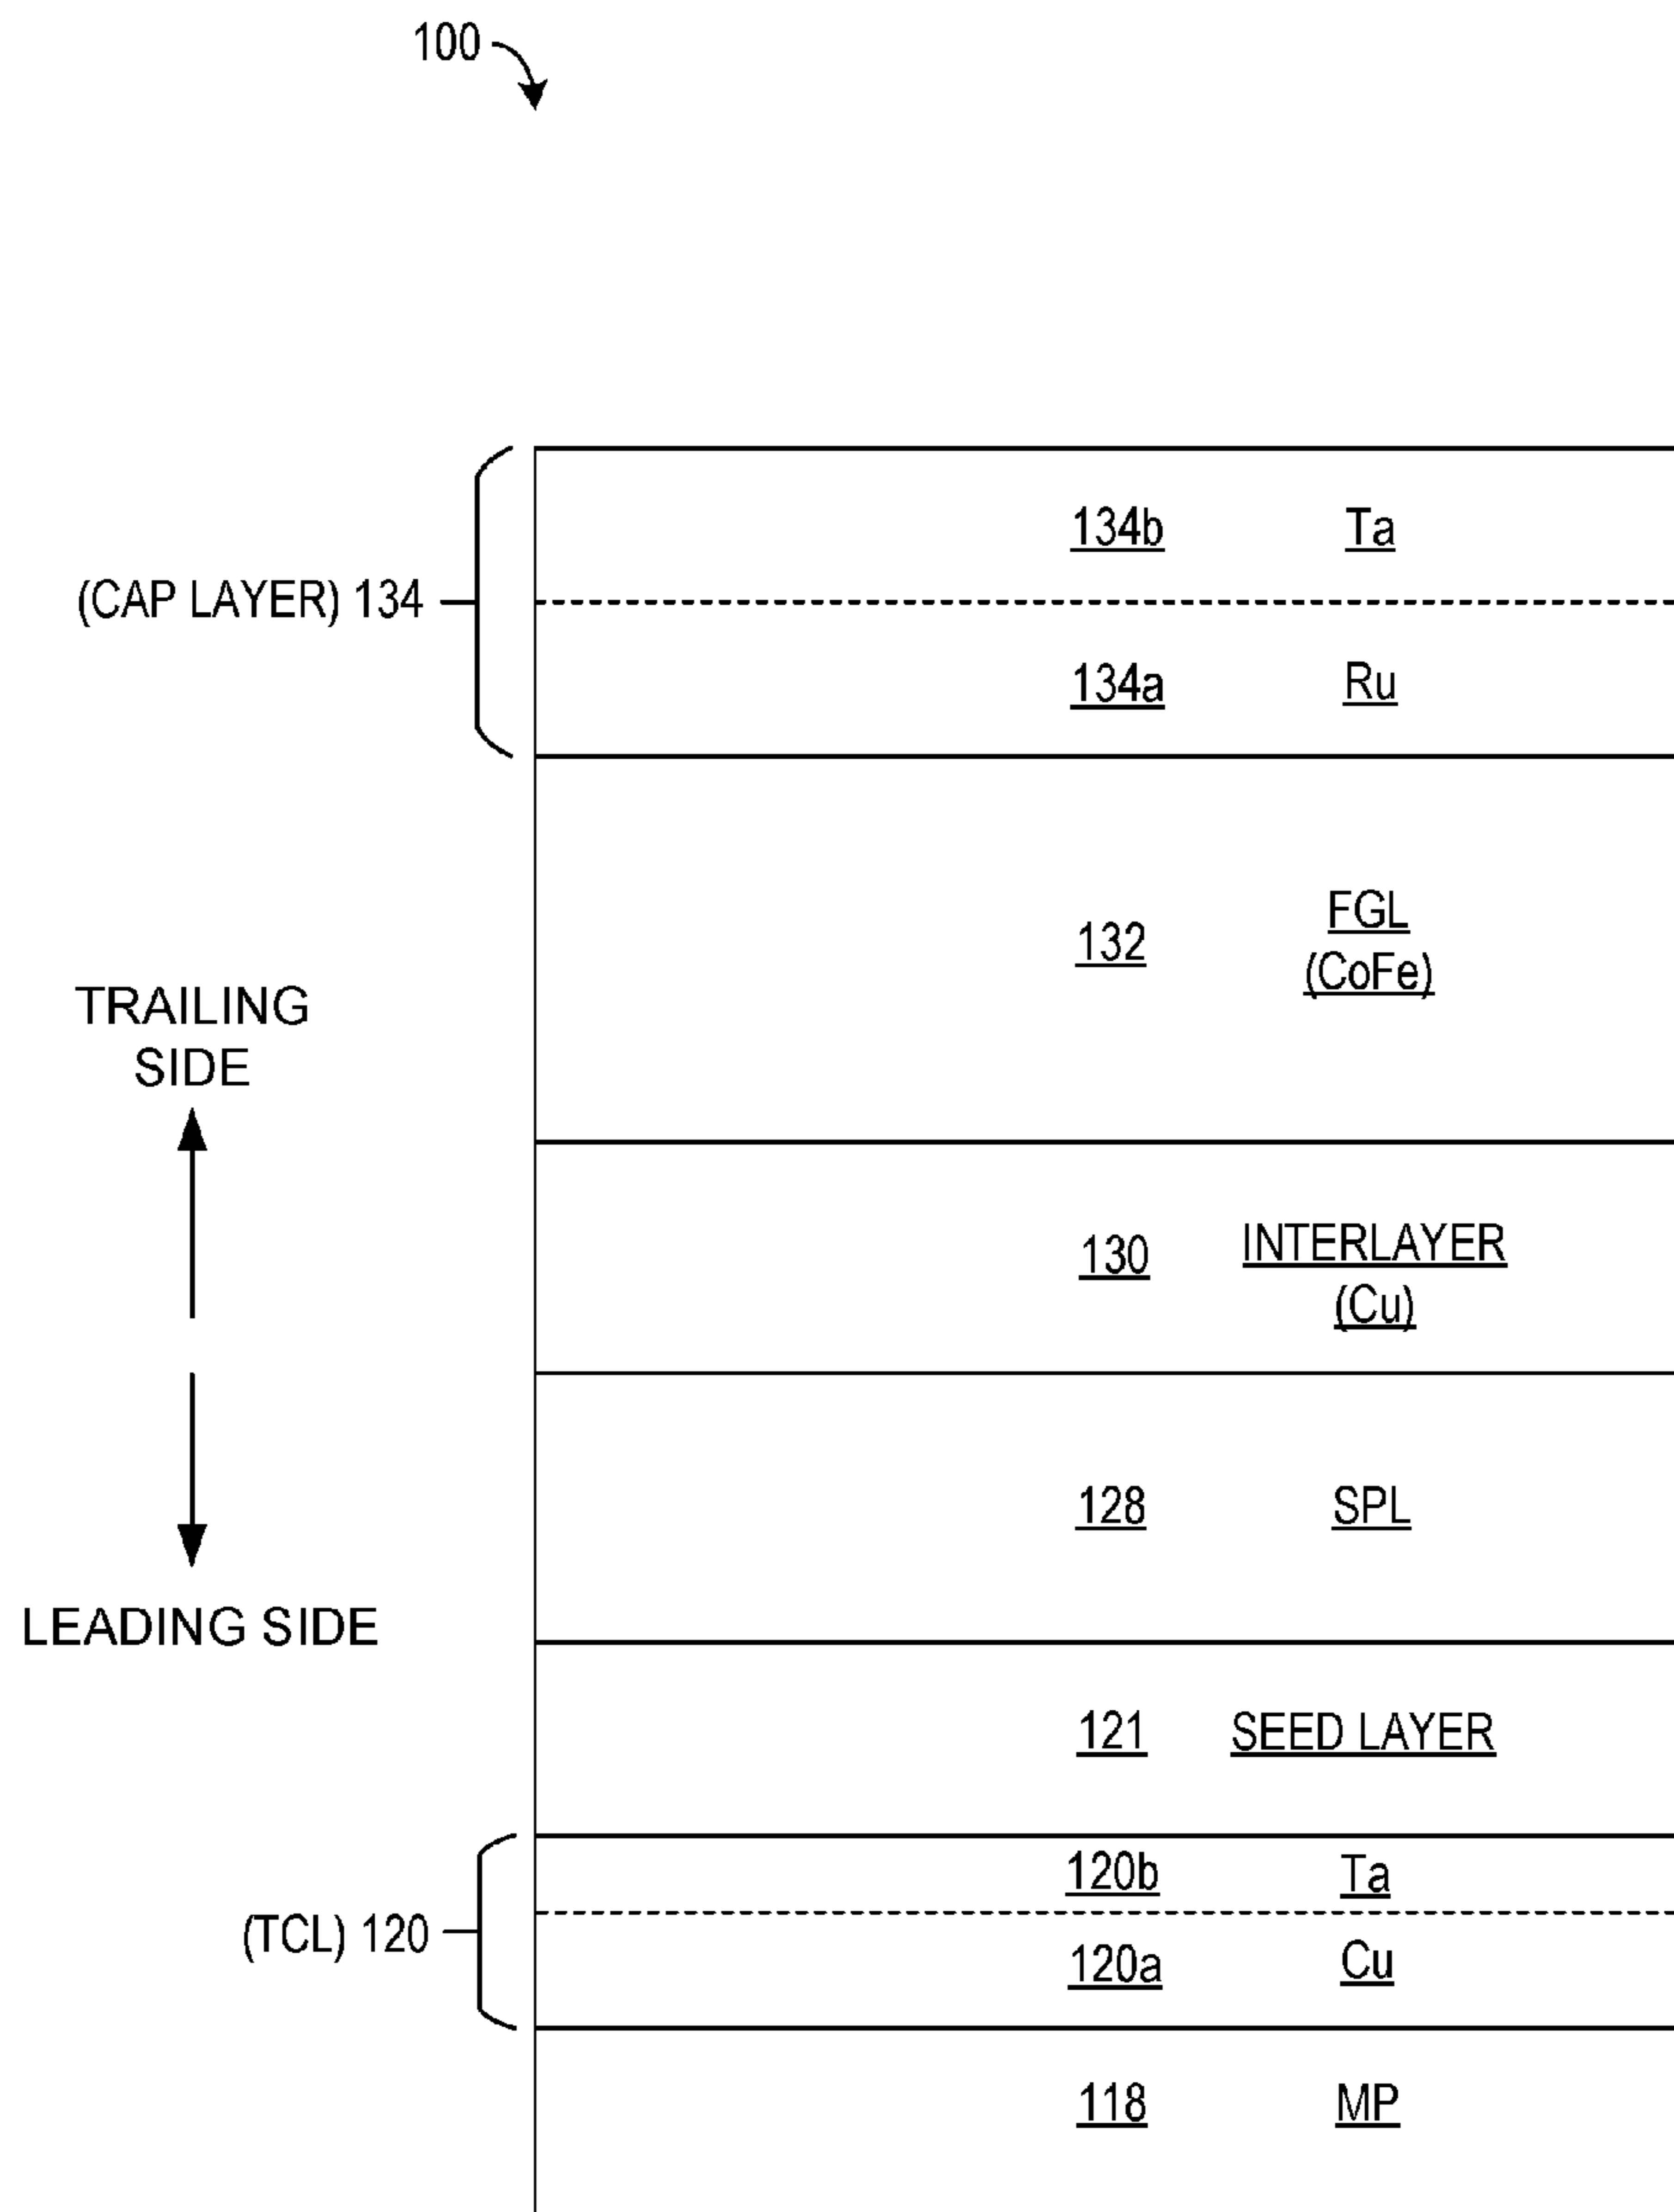 100
134b Ta
(CAP LAYER) 134
134a Ru
FGL
132
(CoFe)
TRAILING
SIDE
INTERLAYER
130
(Cu)
128 SPL
LEADING SIDE
121 SEED LAYER
120b Ta
(TCL) 120
120a Cu
118 MP